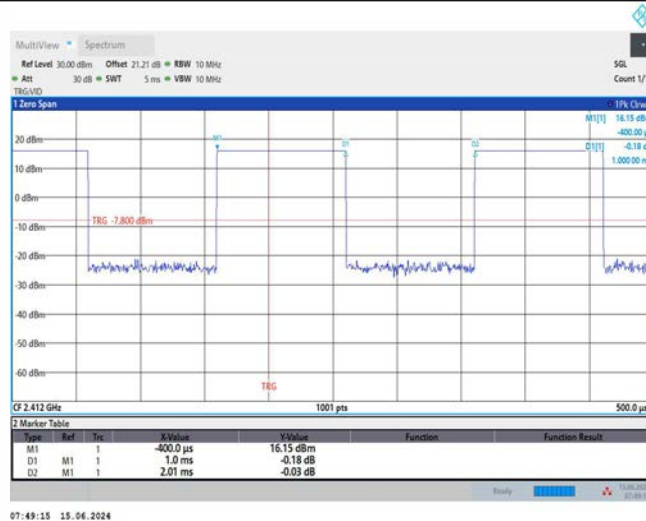 MultiView Spectrum
Ref Level 30.00 dBm Offset 21.21 dB RBW 10 MHz
SGL
Att 30 dB SWT 5 ms VBW 10 MHz
Count 1/
TRG:VID
1 Zero Span
1Pk Clrw
M1[1] 16.15 dB
-400.00 µ
D1[1] -0.18 d
1.000 00 m
M1
D1
D2
20 dBm
10 dBm
0 dBm
TRG -7.800 dBm
-10 dBm
-20 dBm
-30 dBm
-40 dBm
-50 dBm
-60 dBm
TRG
CF 2.412 GHz 1001 pts 500.0 µs
2 Marker Table
Type Ref Trc X-Value Y-Value Function Function Result
M1 1 -400.0 µs 16.15 dBm
D1 M1 1 1.0 ms -0.18 dB
D2 M1 1 2.01 ms -0.03 dB
Ready
07:49:15 15.06.2024